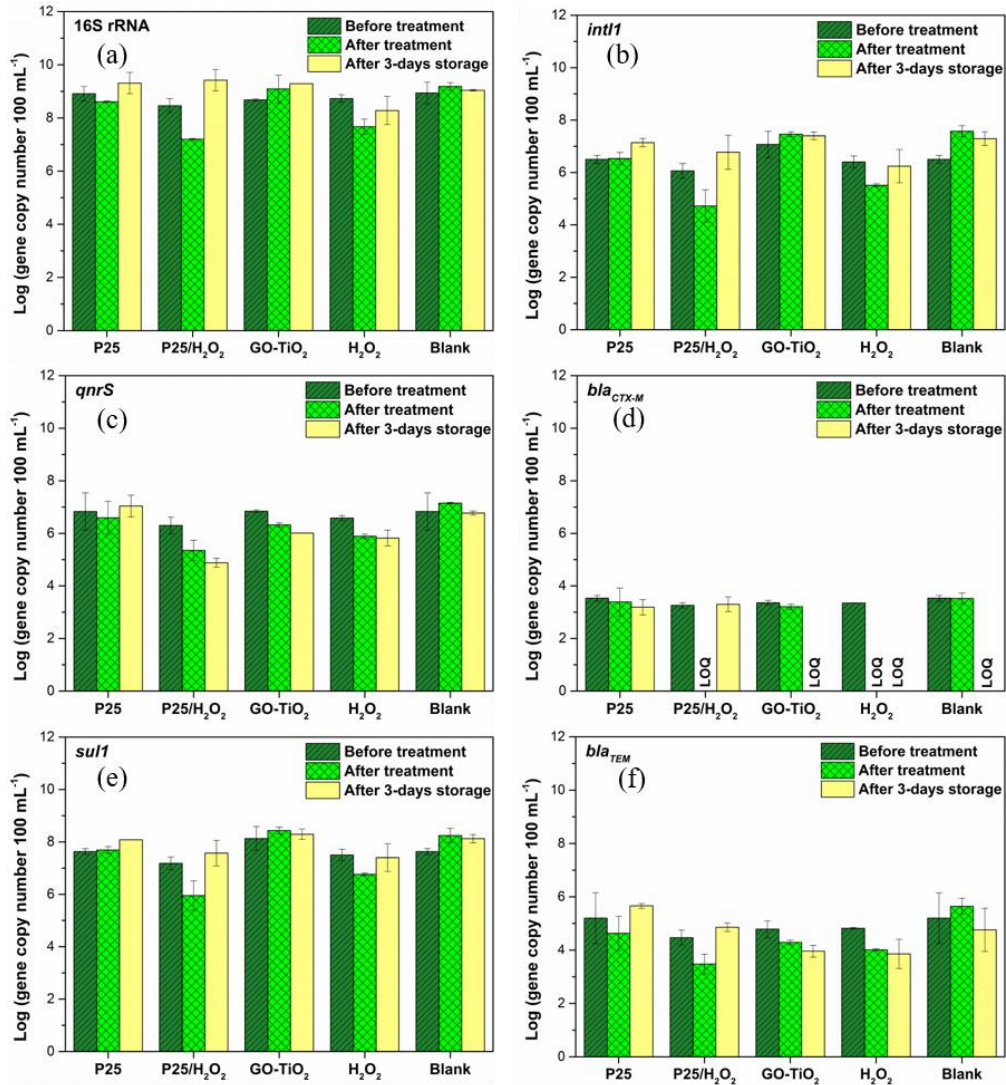 16S rRNA
(a)
Before treatment
After treatment
After 3-days storage
Log (gene copy number 100 mL⁻¹)
12
10
8
6
4
2
0
P25 P25/H₂O₂ GO-TiO₂ H₂O₂ Blank
intI1
(b)
Before treatment
After treatment
After 3-days storage
Log (gene copy number 100 mL⁻¹)
12
10
8
6
4
2
0
P25 P25/H₂O₂ GO-TiO₂ H₂O₂ Blank
qnrS
(c)
Before treatment
After treatment
After 3-days storage
Log (gene copy number 100 mL⁻¹)
12
10
8
6
4
2
0
P25 P25/H₂O₂ GO-TiO₂ H₂O₂ Blank
bla_CTX-M
(d)
Before treatment
After treatment
After 3-days storage
Log (gene copy number 100 mL⁻¹)
12
10
8
6
4
2
0
LOQ LOQ LOQ LOQ LOQ
P25 P25/H₂O₂ GO-TiO₂ H₂O₂ Blank
sul1
(e)
Before treatment
After treatment
After 3-days storage
Log (gene copy number 100 mL⁻¹)
12
10
8
6
4
2
0
P25 P25/H₂O₂ GO-TiO₂ H₂O₂ Blank
bla_TEM
(f)
Before treatment
After treatment
After 3-days storage
Log (gene copy number 100 mL⁻¹)
12
10
8
6
4
2
0
P25 P25/H₂O₂ GO-TiO₂ H₂O₂ Blank